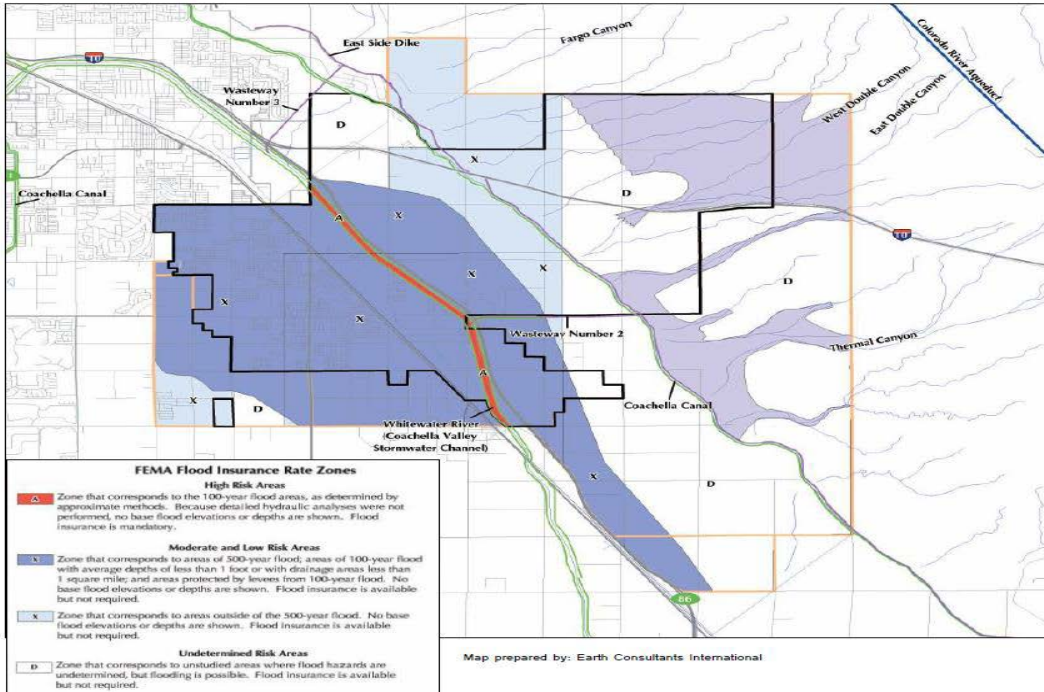 Fargo Canyon
Colorado River Aqueduct
East Side Dike
10
Wasteway
Number 3
West Double Canyon
East Double Canyon
D
X
Coachella Canal
D
A
X
10
X
X
D
X
X
Wasteway Number 2
Thermal Canyon
A
X
D
Coachella Canal
Whitewater River
(Coachella Valley
Stormwater Channel)
X
D
86
FEMA Flood Insurance Rate Zones
High Risk Areas
A
Zone that corresponds to the 100-year flood areas, as determined by
approximate methods. Because detailed hydraulic analyses were not
performed, no base flood elevations or depths are shown. Flood
insurance is mandatory.
Moderate and Low Risk Areas
X
Zone that corresponds to areas of 500-year flood; areas of 100-year flood
with average depths of less than 1 foot or with drainage areas less than
1 square mile; and areas protected by levees from 100-year flood. No
base flood elevations or depths are shown. Flood insurance is available
but not required.
X
Zone that corresponds to areas outside of the 500-year flood. No base
flood elevations or depths are shown. Flood insurance is available
but not required.
Undetermined Risk Areas
D
Zone that corresponds to unstudied areas where flood hazards are
undetermined, but flooding is possible. Flood insurance is available
but not required.
Map prepared by: Earth Consultants International